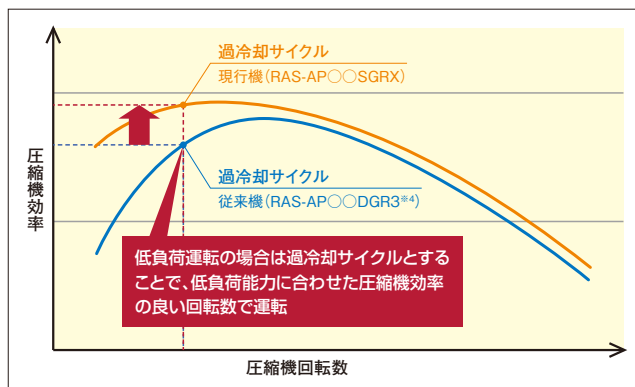 過冷却サイクル
現行機(RAS-AP○○SGRX)
過冷却サイクル
従来機(RAS-AP○○DGR3※4)
圧縮機効率
低負荷運転の場合は過冷却サイクルとする
ことで、低負荷能力に合わせた圧縮機効率
の良い回転数で運転
圧縮機回転数